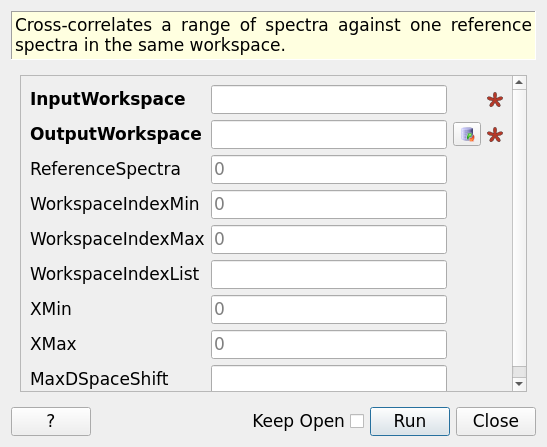 Cross-correlates a range of spectra against one reference
spectra in the same workspace.
InputWorkspace
OutputWorkspace
ReferenceSpectra 0
WorkspaceIndexMin 0
WorkspaceIndexMax 0
WorkspaceIndexList
XMin 0
XMax 0
MaxDSpaceShift
? Keep Open Run Close